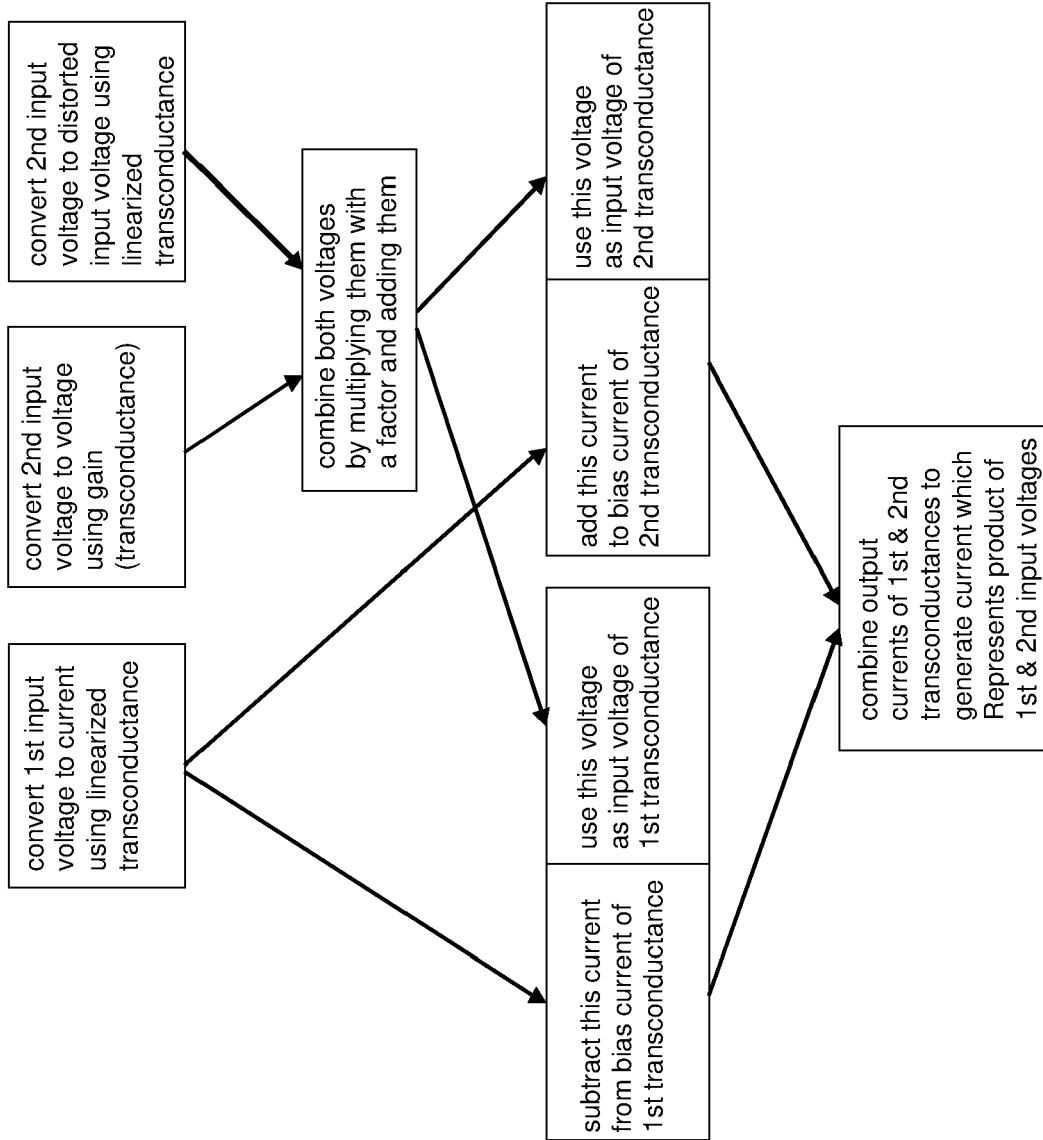 convert 1st input
voltage to current
using linearized
transconductance
convert 2nd input
voltage to voltage
using gain
(transconductance)
convert 2nd input
voltage to distorted
input voltage using
linearized
transconductance
combine both voltages
by multiplying them with
a factor and adding them
subtract this current
from bias current of
1st transconductance
use this voltage
as input voltage of
1st transconductance
add this current
to bias current of
2nd transconductance
use this voltage
as input voltage of
2nd transconductance
combine output
currents of 1st & 2nd
transconductances to
generate current which
Represents product of
1st & 2nd input voltages